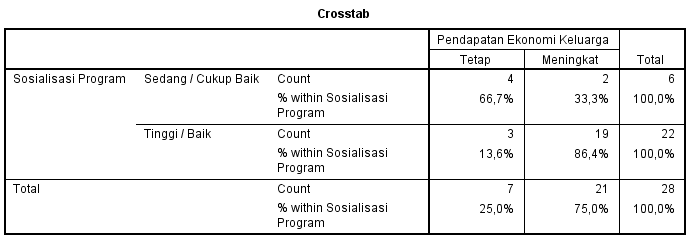 Crosstab
Pendapatan Ekonomi Keluarga
Tetap Meningkat Total
Sosialisasi Program Sedang / Cukup Baik Count 4 2 6
% within Sosialisasi 66,7% 33,3% 100,0%
Program
Tinggi / Baik Count 3 19 22
% within Sosialisasi 13,6% 86,4% 100,0%
Program
Total Count 7 21 28
% within Sosialisasi 25,0% 75,0% 100,0%
Program